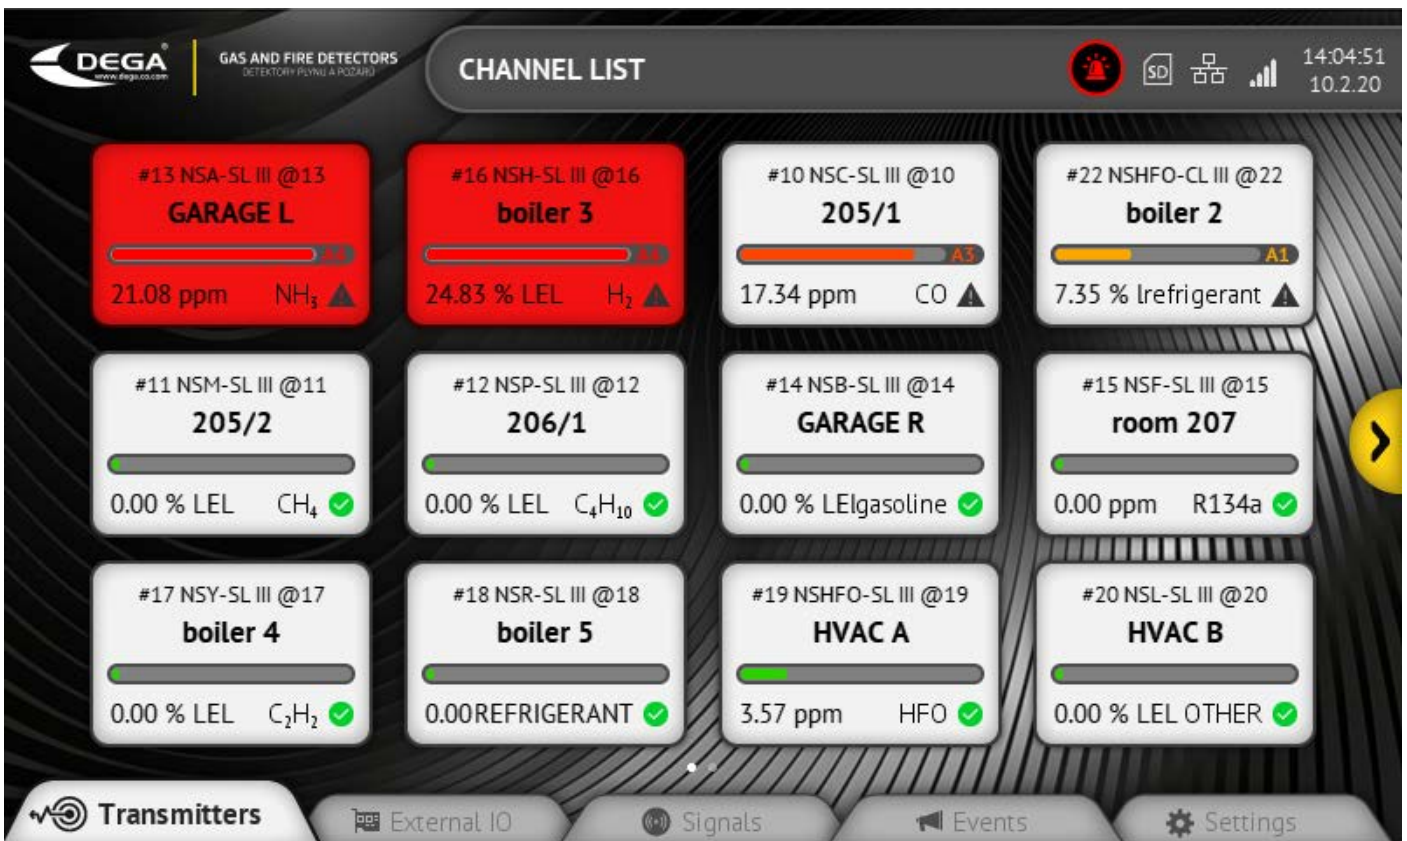 DEGA
www.dega.co.com
GAS AND FIRE DETECTORS
DETEKTORY PLYNU A POŽÁRŮ
CHANNEL LIST
SD
14:04:51
10.2.20
#13 NSA-SL III @13
GARAGE L
21.08 ppm NH₃
#16 NSH-SL III @16
boiler 3
24.83 % LEL H₂
#10 NSC-SL III @10
205/1
A3
17.34 ppm CO
#22 NSHFO-CL III @22
boiler 2
A1
7.35 % lrefrigerant
#11 NSM-SL III @11
205/2
0.00 % LEL CH₄
#12 NSP-SL III @12
206/1
0.00 % LEL C₄H₁₀
#14 NSB-SL III @14
GARAGE R
0.00 % LElgasoline
#15 NSF-SL III @15
room 207
0.00 ppm R134a
#17 NSY-SL III @17
boiler 4
0.00 % LEL C₂H₂
#18 NSR-SL III @18
boiler 5
0.00REFRIGERANT
#19 NSHFO-SL III @19
HVAC A
3.57 ppm HFO
#20 NSL-SL III @20
HVAC B
0.00 % LEL OTHER
Transmitters
External IO
Signals
Events
Settings